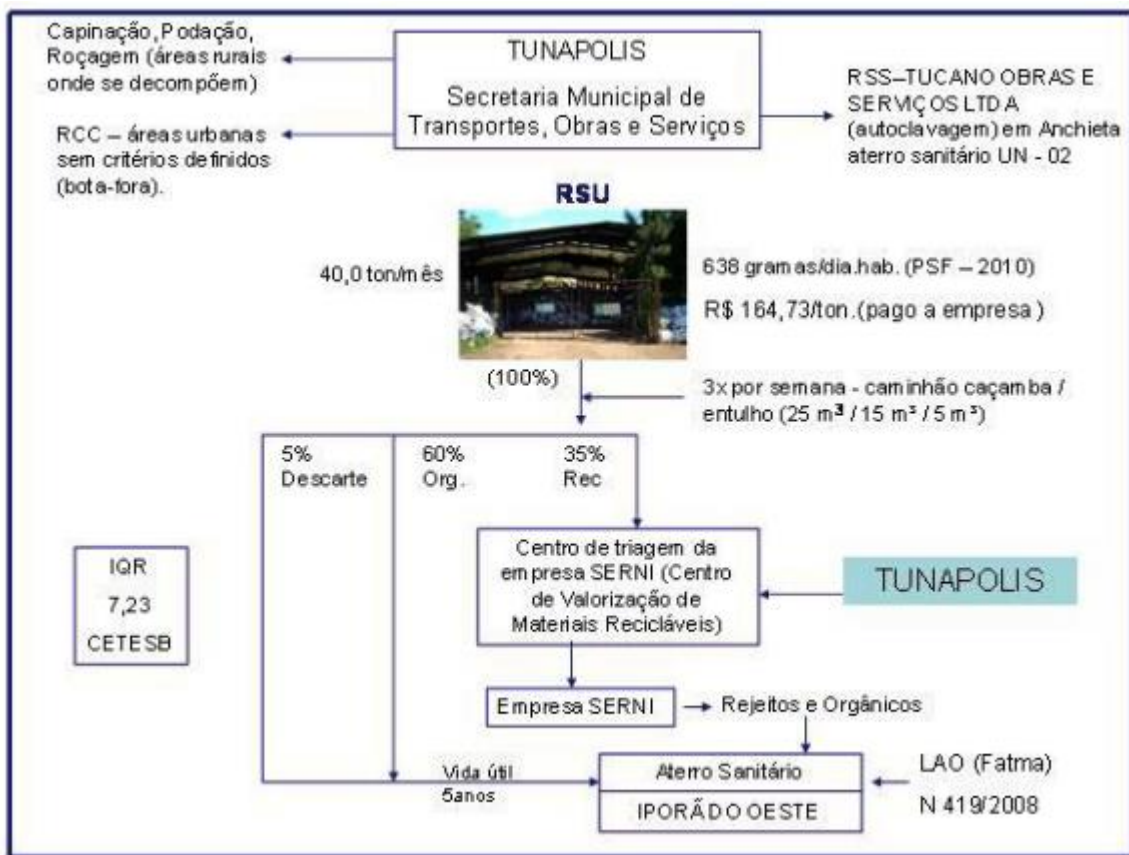 Capinação, Podação,
Roçagem (áreas rurais
onde se decompõem)
RCC – áreas urbanas
sem critérios definidos
(bota-fora).
TUNAPOLIS
Secretaria Municipal de
Transportes, Obras e Serviços
RSS–TUCANO OBRAS E
SERVIÇOS LTDA
(autoclavagem) em Anchieta
aterro sanitário UN - 02
RSU
40,0 ton/mês
638 gramas/dia.hab. (PSF – 2010)
R$ 164,73/ton.(pago a empresa )
(100%)
3x por semana - caminhão caçamba /
entulho (25 m³ / 15 m³ / 5 m³)
5%
Descarte
60%
Org.
35%
Rec
Centro de triagem da
empresa SERNI (Centro
de Valorização de
Materiais Recicláveis)
TUNAPOLIS
IQR
7,23
CETESB
Empresa SERNI
Rejeitos e Orgânicos
Vida útil
5anos
Aterro Sanitário
IPORÃ DO OESTE
LAO (Fatma)
N 419/2008